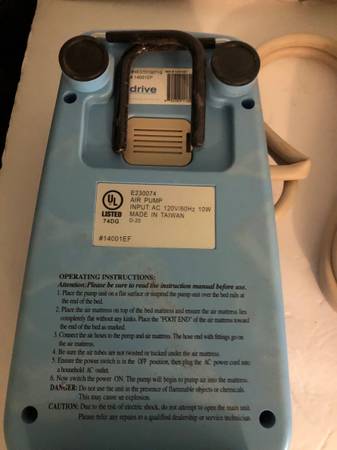 # 14001EF
drive
UL
LISTED
74DG
E230074
AIR PUMP
INPUT: AC 120V/60Hz 10W
MADE IN TAIWAN
D-20
#14001EF
OPERATING INSTRUCTIONS:
Attention: Please be sure to read the instruction manual before use.
1. Place the pump unit on a flat surface or suspend the pump unit over the bed rails at
the end of the bed.
2. Place the air mattress on top of the bed mattress and ensure the air mattress lies
completely flat without any kinks. Place the "FOOT END" of the air mattress toward
the end of the bed as marked.
3. Connect the air hoses to the pump and air mattress. The hose end with fittings go on
the air mattress.
4. Be sure the air tubes are not twisted or tucked under the air mattress.
5. Ensure the power switch is in the OFF position, then plug the AC power cord into
a household AC outlet.
6. Now switch the power ON. The pump will begin to pump air into the mattress.
DANGER: Do not use the unit in the presence of flammable objects or chemicals.
This may cause an explosion.
CAUTION: Due to the risk of electric shock, do not attempt to open the main unit.
Please refer any repairs to a qualified dealership or service technician.